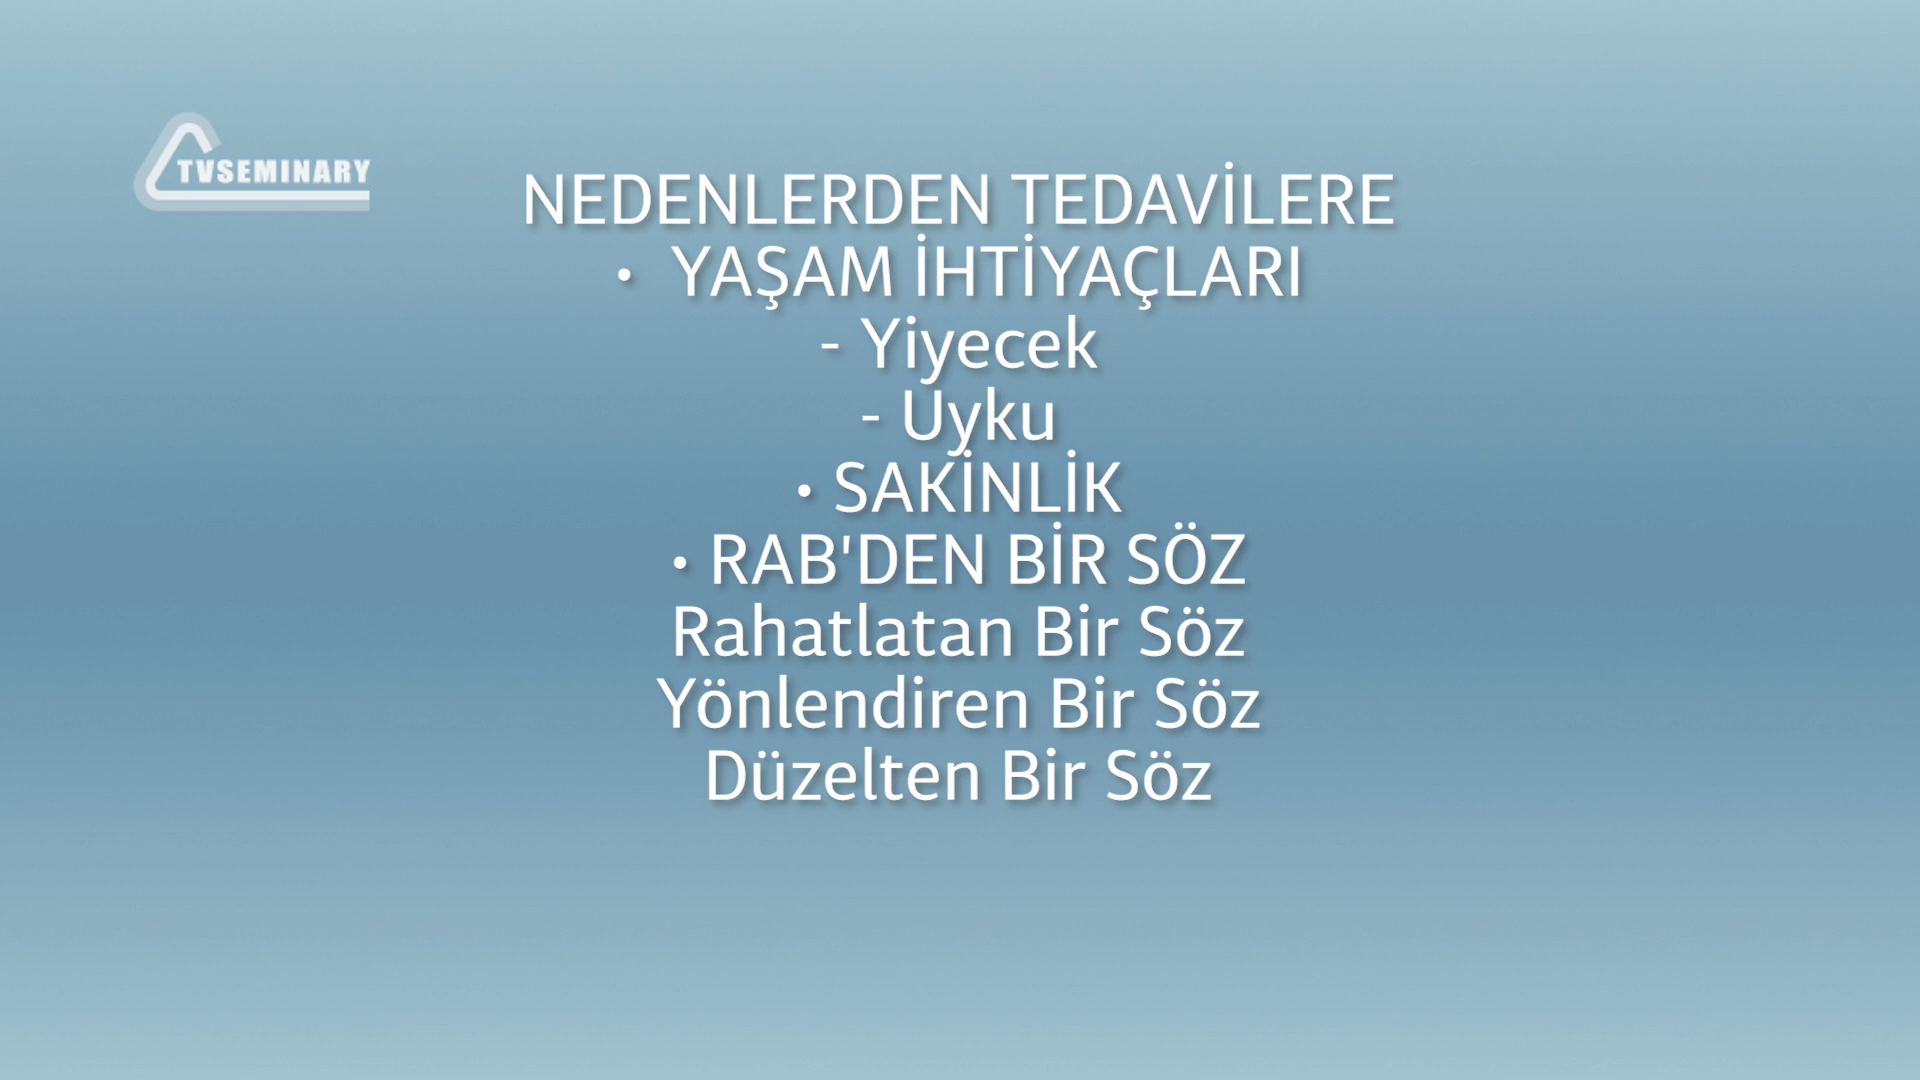 TVSEMINARY
NEDENLERDEN TEDAVİLERE
• YAŞAM İHTİYAÇLARI
- Yiyecek
- Uyku
• SAKİNLİK
• RAB'DEN BİR SÖZ
Rahatlatan Bir Söz
Yönlendiren Bir Söz
Düzelten Bir Söz